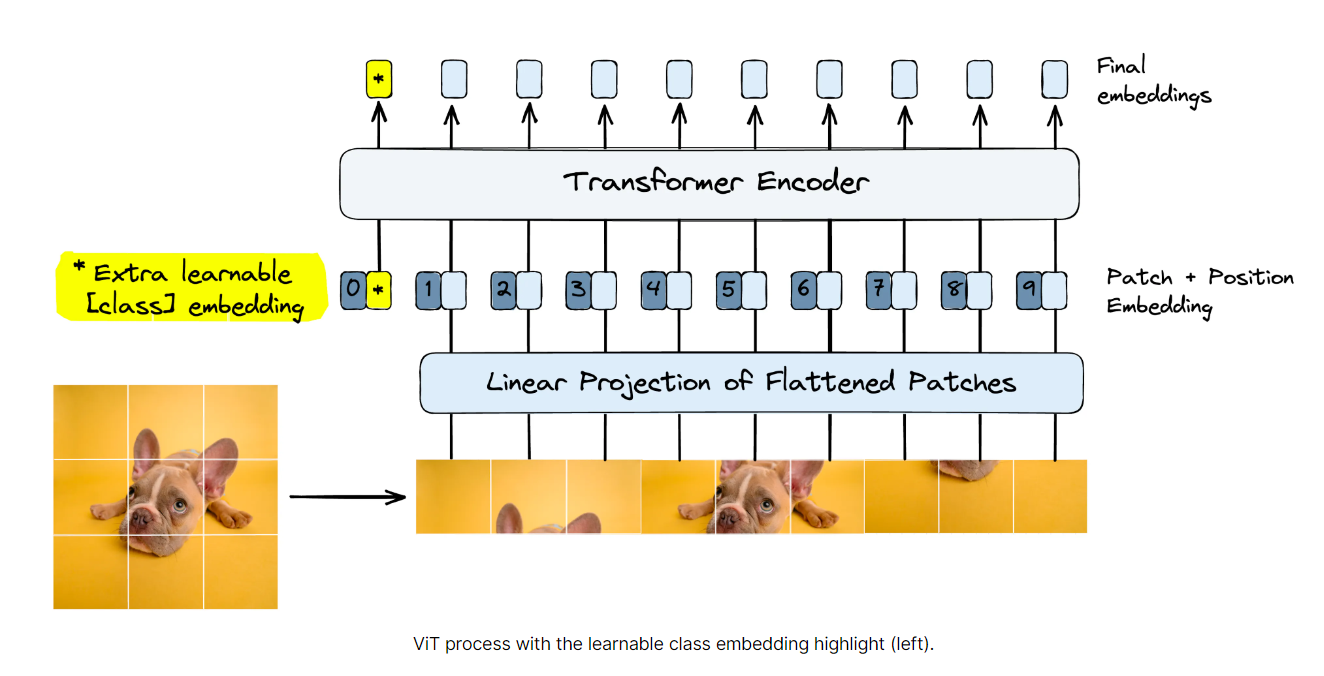 Final
embeddings
Transformer Encoder
* Extra learnable
[class] embedding
0 * 1 2 3 4 5 6 7 8 9
Patch + Position
Embedding
Linear Projection of Flattened Patches
ViT process with the learnable class embedding highlight (left).